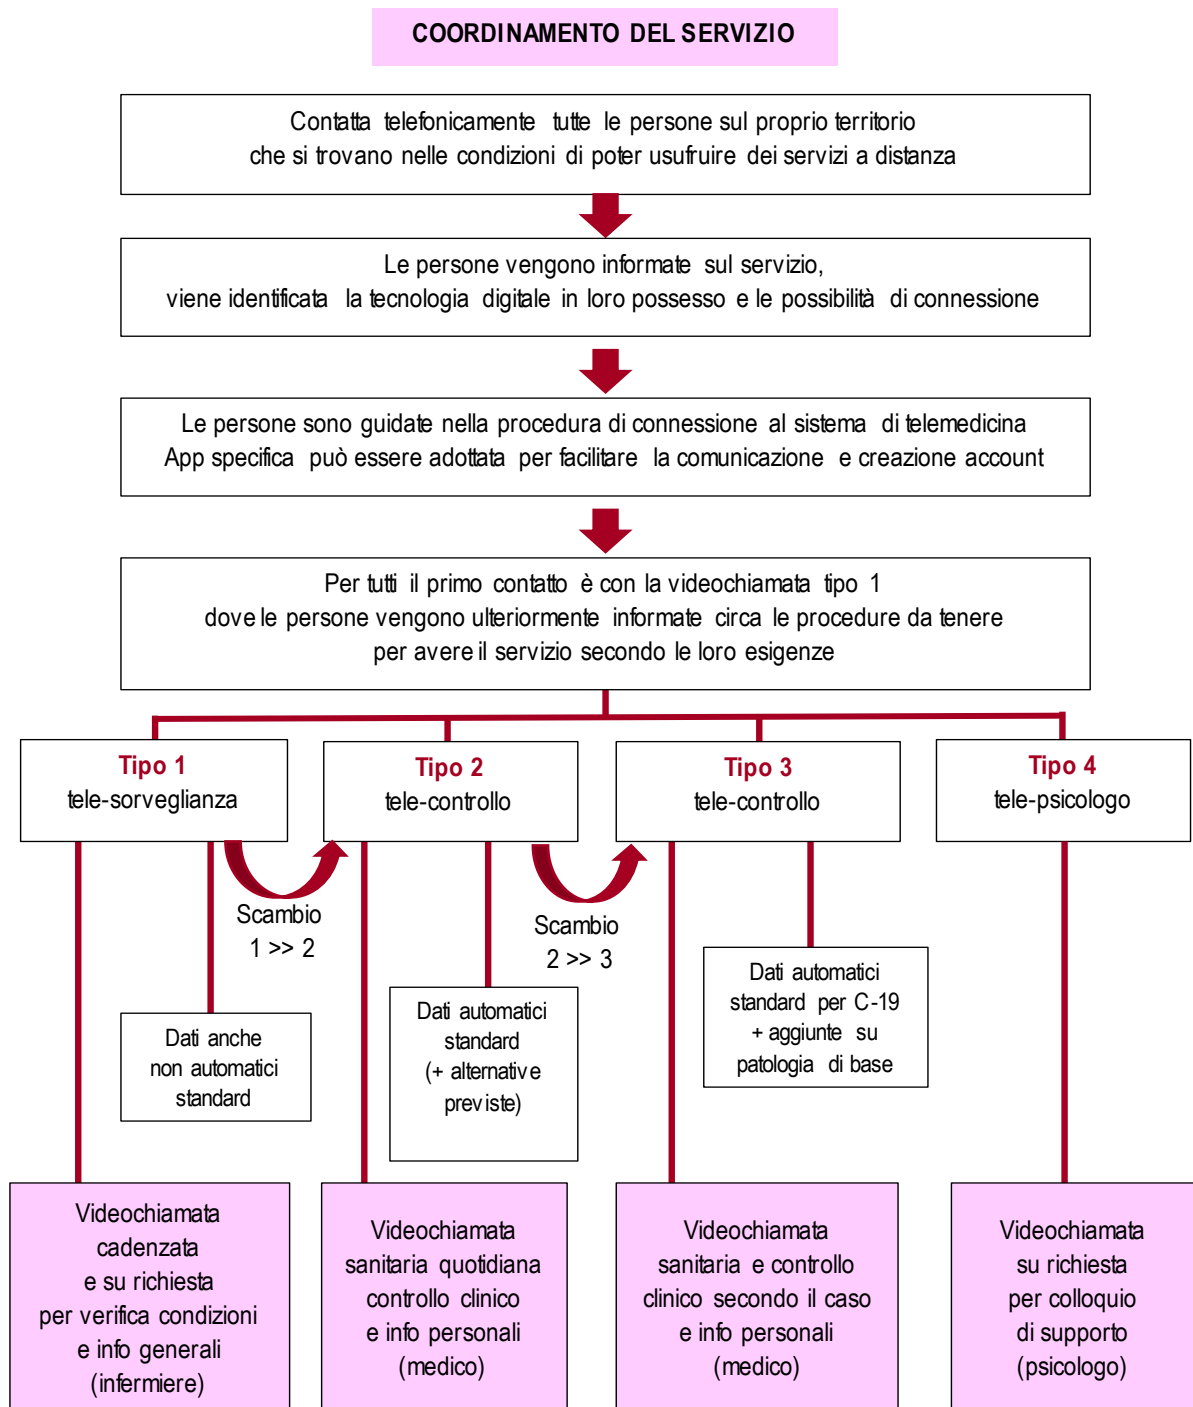 COORDINAMENTO DEL SERVIZIO
Contatta telefonicamente tutte le persone sul proprio territorio
che si trovano nelle condizioni di poter usufruire dei servizi a distanza
Le persone vengono informate sul servizio,
viene identificata la tecnologia digitale in loro possesso e le possibilità di connessione
Le persone sono guidate nella procedura di connessione al sistema di telemedicina
App specifica può essere adottata per facilitare la comunicazione e creazione account
Per tutti il primo contatto è con la videochiamata tipo 1
dove le persone vengono ulteriormente informate circa le procedure da tenere
per avere il servizio secondo le loro esigenze
Tipo 1
tele-sorveglianza
Tipo 2
tele-controllo
Tipo 3
tele-controllo
Tipo 4
tele-psicologo
Scambio
1 >> 2
Scambio
2 >> 3
Dati anche
non automatici
standard
Dati automatici
standard
(+ alternative
previste)
Dati automatici
standard per C-19
+ aggiunte su
patologia di base
Videochiamata
cadenzata
e su richiesta
per verifica condizioni
e info generali
(infermiere)
Videochiamata
sanitaria quotidiana
controllo clinico
e info personali
(medico)
Videochiamata
sanitaria e controllo
clinico secondo il caso
e info personali
(medico)
Videochiamata
su richiesta
per colloquio
di supporto
(psicologo)